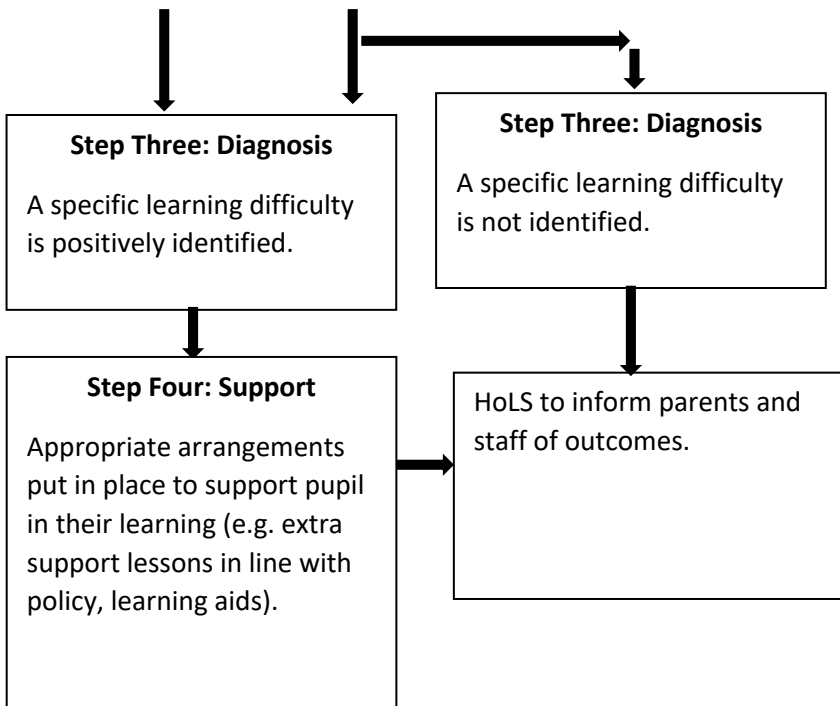 Step Three: Diagnosis
A specific learning difficulty
is positively identified.
Step Three: Diagnosis
A specific learning difficulty
is not identified.
Step Four: Support
Appropriate arrangements
put in place to support pupil
in their learning (e.g. extra
support lessons in line with
policy, learning aids).
HoLS to inform parents and
staff of outcomes.